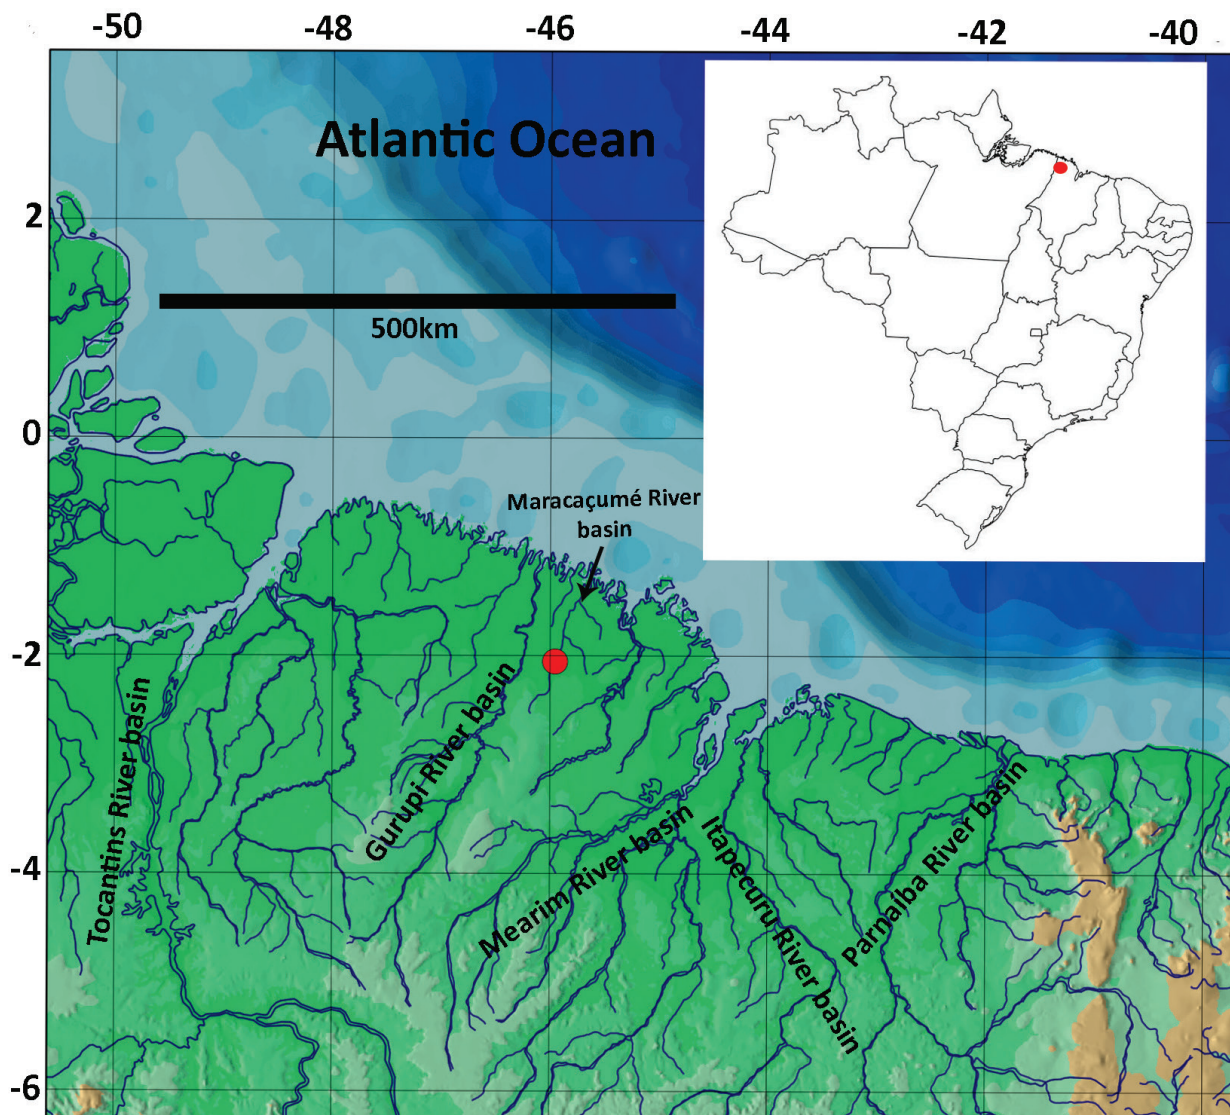 -50 -48 -46 -44 -42 -40
Atlantic Ocean
2
500km
0
Maracaçumé River
basin
-2
Tocantins River basin
Gurupi River basin
Mearim River basin
Itapecuru River basin
Parnaíba River basin
-4
-6